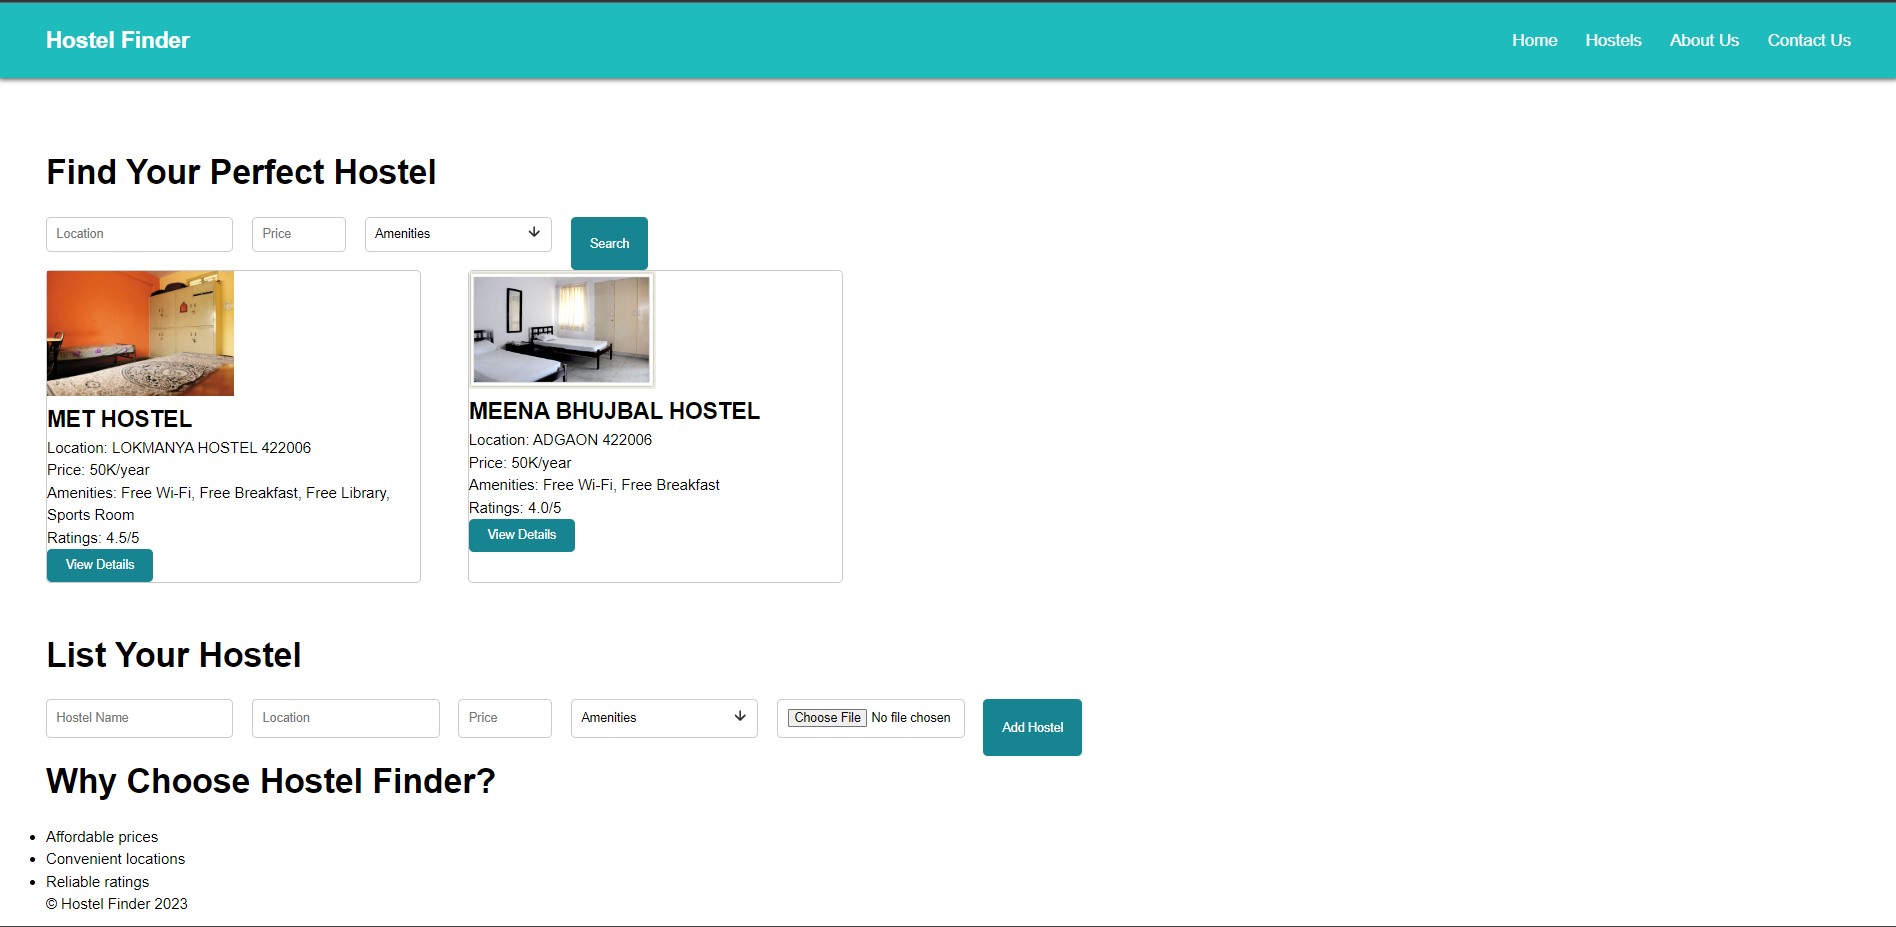 Hostel Finder
Home Hostels About Us Contact Us
Find Your Perfect Hostel
Location Price Amenities Search
MET HOSTEL
Location: LOKMANYA HOSTEL 422006
Price: 50K/year
Amenities: Free Wi-Fi, Free Breakfast, Free Library,
Sports Room
Ratings: 4.5/5
View Details
MEENA BHUJBAL HOSTEL
Location: ADGAON 422006
Price: 50K/year
Amenities: Free Wi-Fi, Free Breakfast
Ratings: 4.0/5
View Details
List Your Hostel
Hostel Name Location Price Amenities Choose File No file chosen Add Hostel
Why Choose Hostel Finder?
Affordable prices
Convenient locations
Reliable ratings
© Hostel Finder 2023